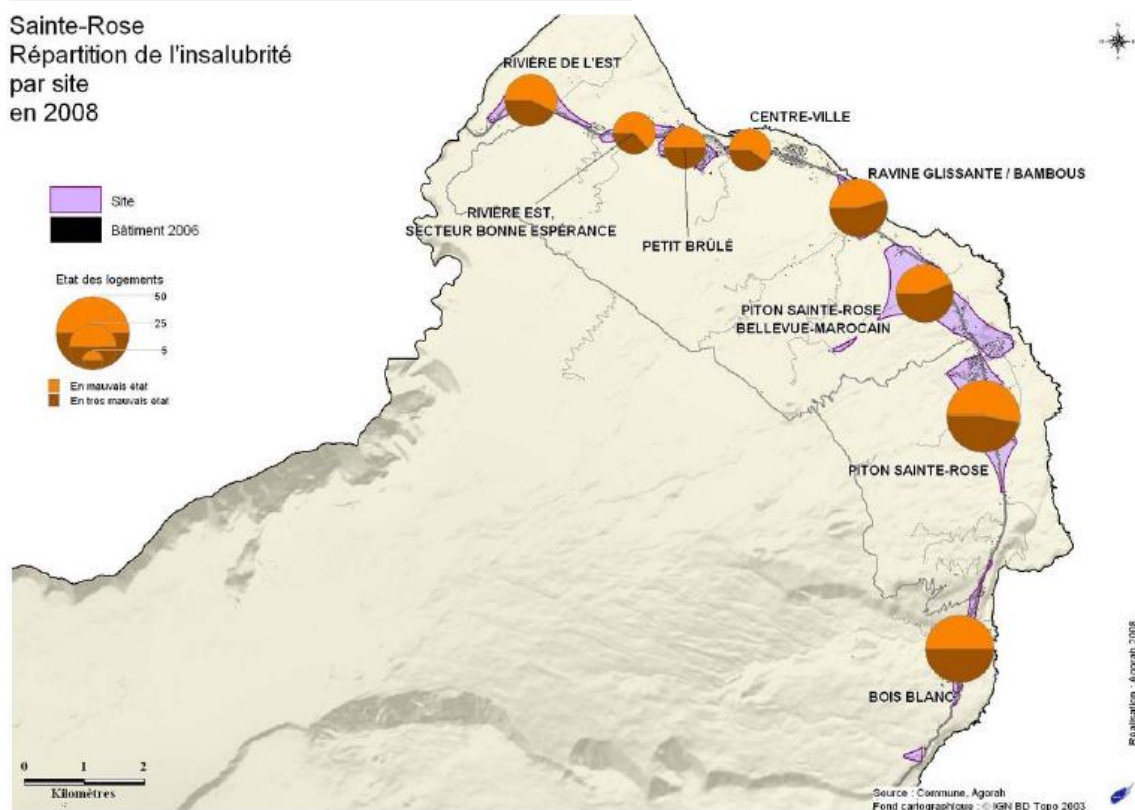 Sainte-Rose
Répartition de l'insalubrité
par site
en 2008
RIVIÈRE DE L'EST
CENTRE-VILLE
RAVINE GLISSANTE / BAMBOUS
Site
Bâtiment 2006
RIVIÈRE EST,
SECTEUR BONNE ESPÉRANCE
PETIT BRÛLÉ
Etat des logements
50
25
5
En mauvais état
En très mauvais état
PITON SAINTE-ROSE
BELLEVUE-MAROCAIN
PITON SAINTE-ROSE
BOIS BLANC
Réalisation : Agorah 2008
0 1 2
Kilomètres
Source : Commune, Agorah
Fond cartographique : © IGN BD Topo 2003